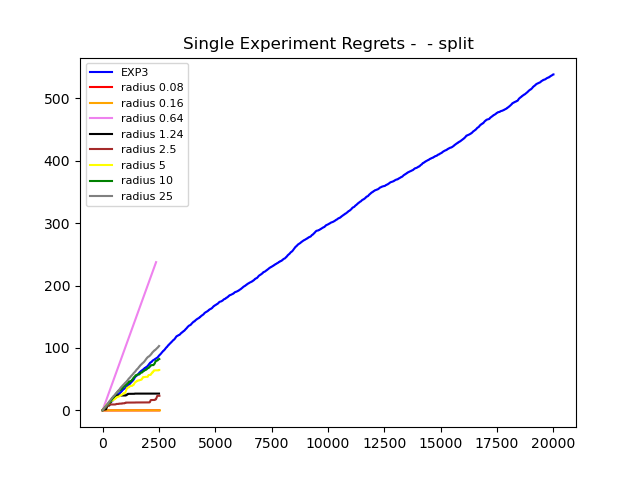 Single Experiment Regrets -  - split
EXP3
radius 0.08
radius 0.16
radius 0.64
radius 1.24
radius 2.5
radius 5
radius 10
radius 25
500
400
300
200
100
0
0 2500 5000 7500 10000 12500 15000 17500 20000